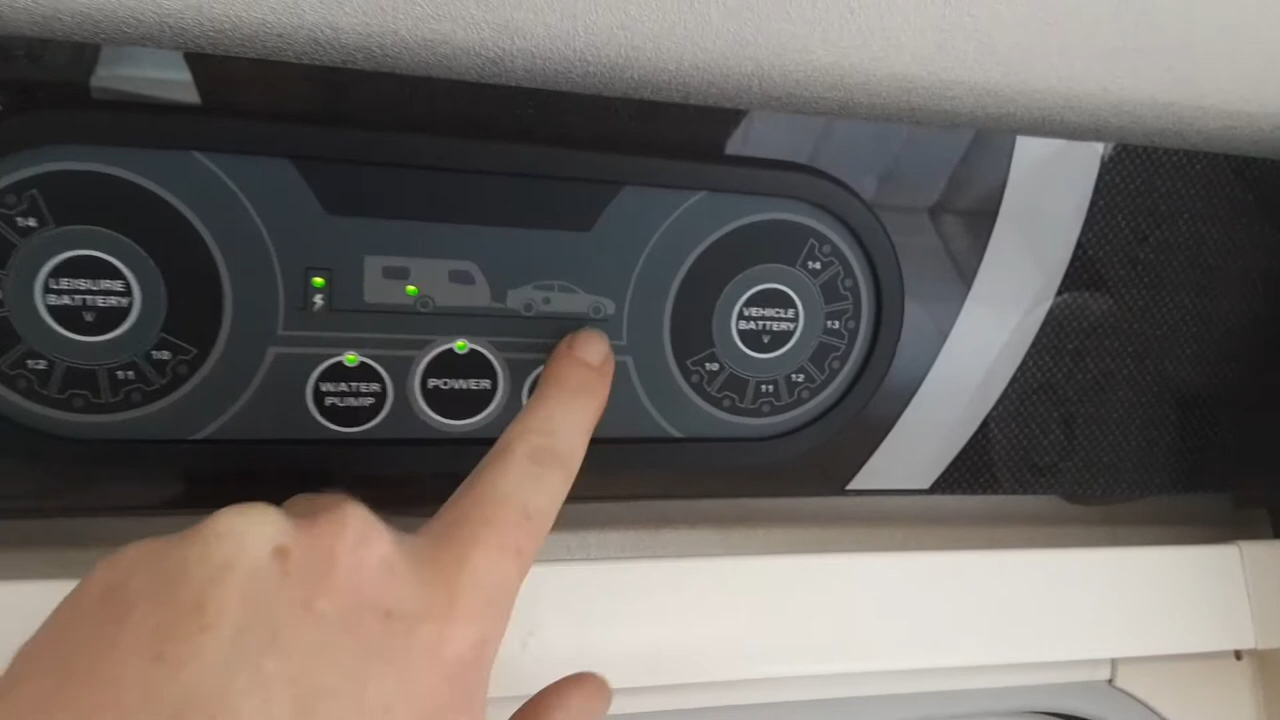 14
LEISURE
BATTERY
V
12
11
10
WATER
PUMP
POWER
VEHICLE
BATTERY
V
14
13
12
11
10